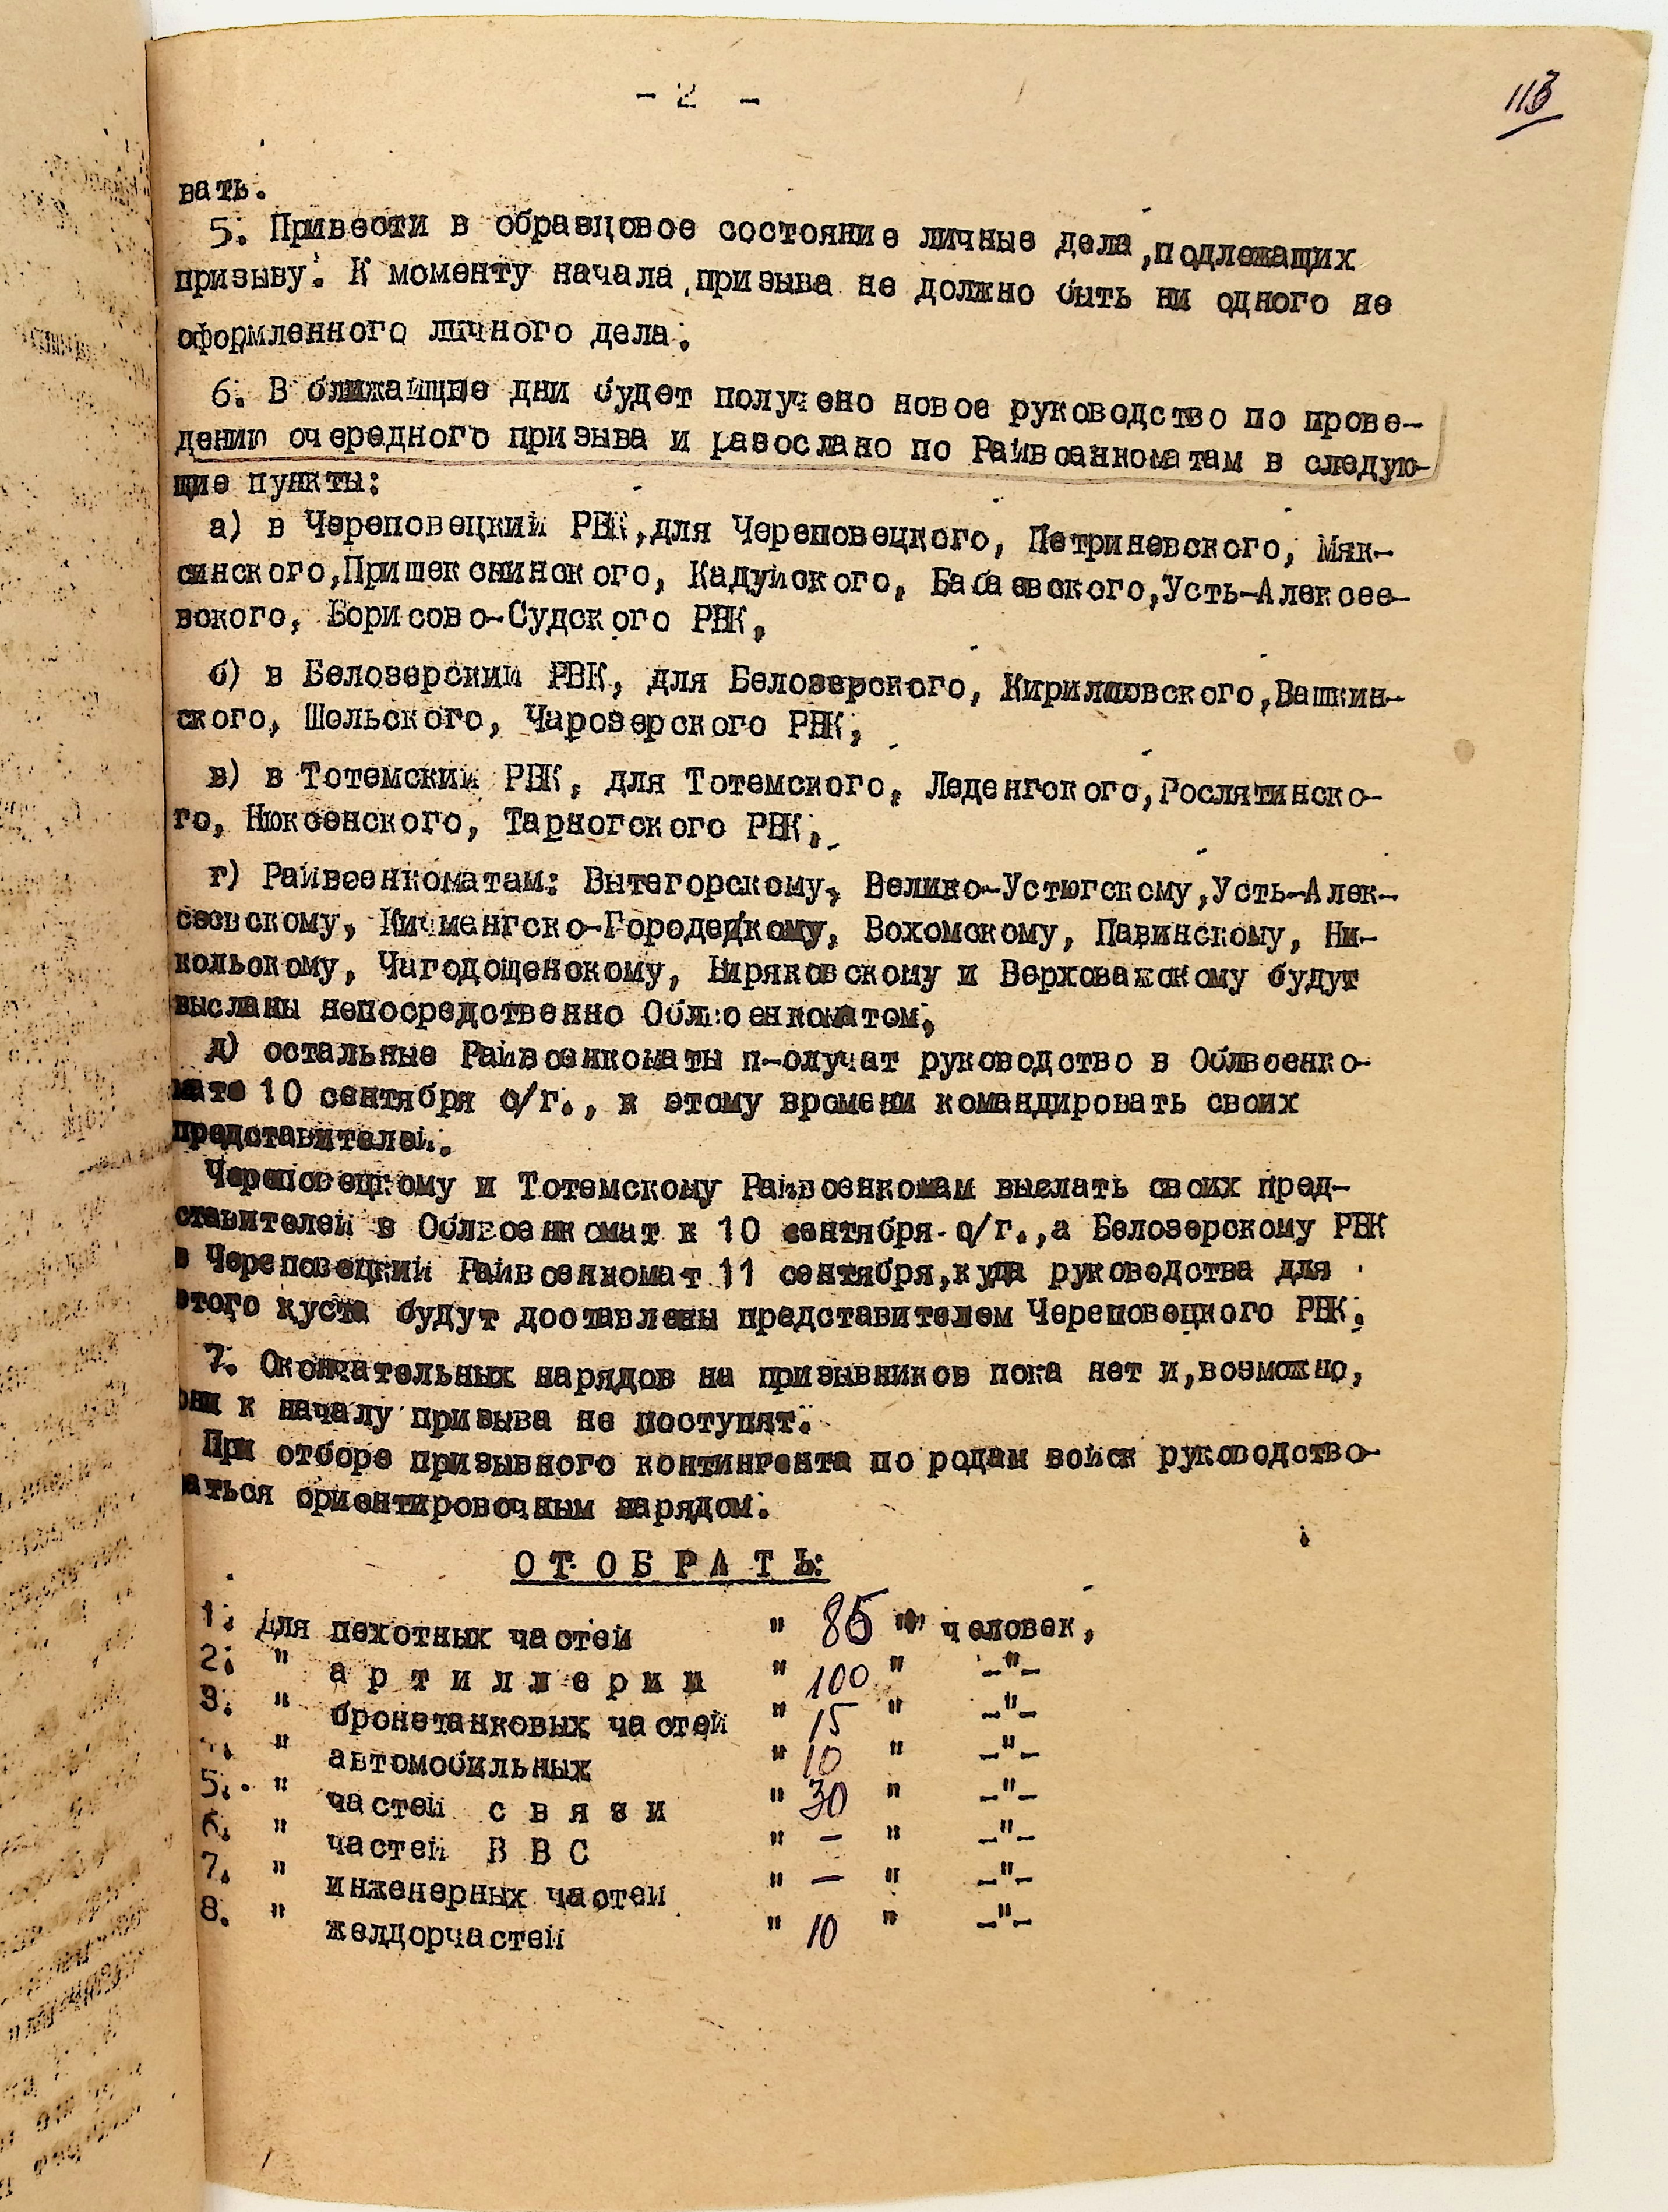 - 2 -
113
вать.
5. Привести в образцовое состояние личные дела, подлежащих
призыву. К моменту начала призыва не должно быть ни одного не
оформленного личного дела.
6. В ближайщие дни будет получено новое руководство по прове-
дению очередного призыва и разослано по Райвоенкоматам в следую-
щие пункты:
а) в Череповецкий РВК, для Череповецкого, Петриневского, Мяк-
синского, Пришекснинского, Кадуйского, Бабаевского, Усть-Алексее-
вского, Борисово-Судского РВК,
б) в Белозерский РВК, для Белозерского, Кирилловского, Вашкин-
ского, Шольского, Чарозерского РВК,
в) в Тотемский РВК, для Тотемского, Леденгского, Рослятинско-
го, Нюксенского, Тарногского РВК,
г) Райвоенкоматам: Вытегорскому, Велико-Устюгскому, Усть-Алек-
сеевскому, Кичменгско-Городецкому, Вохомскому, Павинскому, Ни-
кольскому, Чагодощенскому, Биряковскому и Верховажскому будут
высланы непосредственно Облвоенкоматом,
д) остальные Райвоенкоматы п-олучат руководство в Облвоенко-
мате 10 сентября с/г., к этому времени командировать своих
представителей.
Череповецкому и Тотемскому Райвоенкомам выслать своих пред-
ставителей в Облвоенкомат к 10 сентября с/г., а Белозерскому РВК
в Череповецкий Райвоенкомат 11 сентября, куда руководства для
этого куста будут доставлены представителем Череповецкого РВК.
7. Окончательных нарядов на призывников пока нет и, возможно,
они к началу призыва не поступят.
При отборе призывного контингента по родам войск руководство-
ваться ориентировочным нарядом.
ОТОБРАТЬ:
1. Для пехотных частей " 85 " человек,
2. " артиллерии " 100 " -"-
3. " бронетанковых частей " 15 " -"-
4. " автомобильных " 10 " -"-
5. " частей связи " 30 " -"-
6. " частей ВВС " - " -"-
7. " инженерных частей " - " -"-
8. " желдорчастей " 10 " -"-